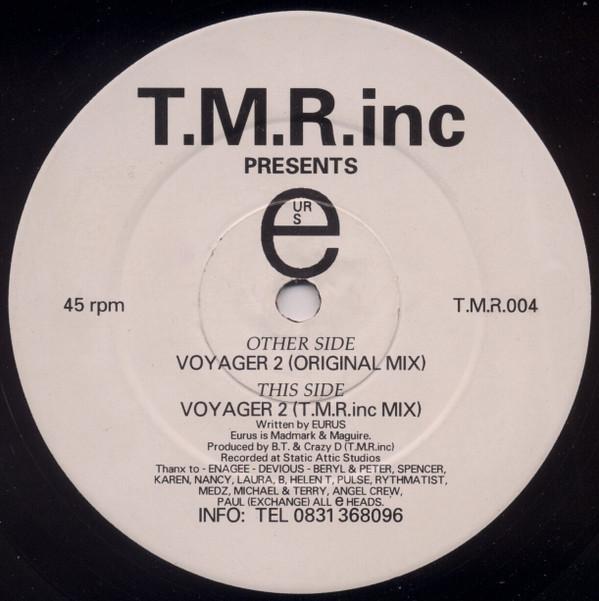 T.M.R.inc
PRESENTS
e
UR
S
45 rpm
T.M.R.004
OTHER SIDE
VOYAGER 2 (ORIGINAL MIX)
THIS SIDE
VOYAGER 2 (T.M.R.inc MIX)
Written by EURUS
Eurus is Madmark & Maguire.
Produced by B.T. & Crazy D (T.M.R.inc)
Recorded at Static Attic Studios
Thanx to - ENAGEE - DEVIOUS - BERYL & PETER, SPENCER,
KAREN, NANCY, LAURA, B, HELEN T, PULSE, RYTHMATIST,
MEDZ, MICHAEL & TERRY, ANGEL CREW,
PAUL (EXCHANGE) ALL e HEADS.
INFO: TEL 0831 368096